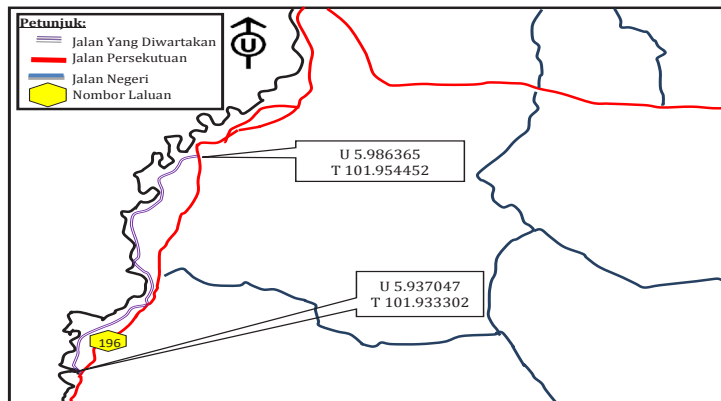 Petunjuk:
Jalan Yang Diwartakan
Jalan Persekutuan
Jalan Negeri
Nombor Laluan
U
U 5.986365
T 101.954452
U 5.937047
T 101.933302
196